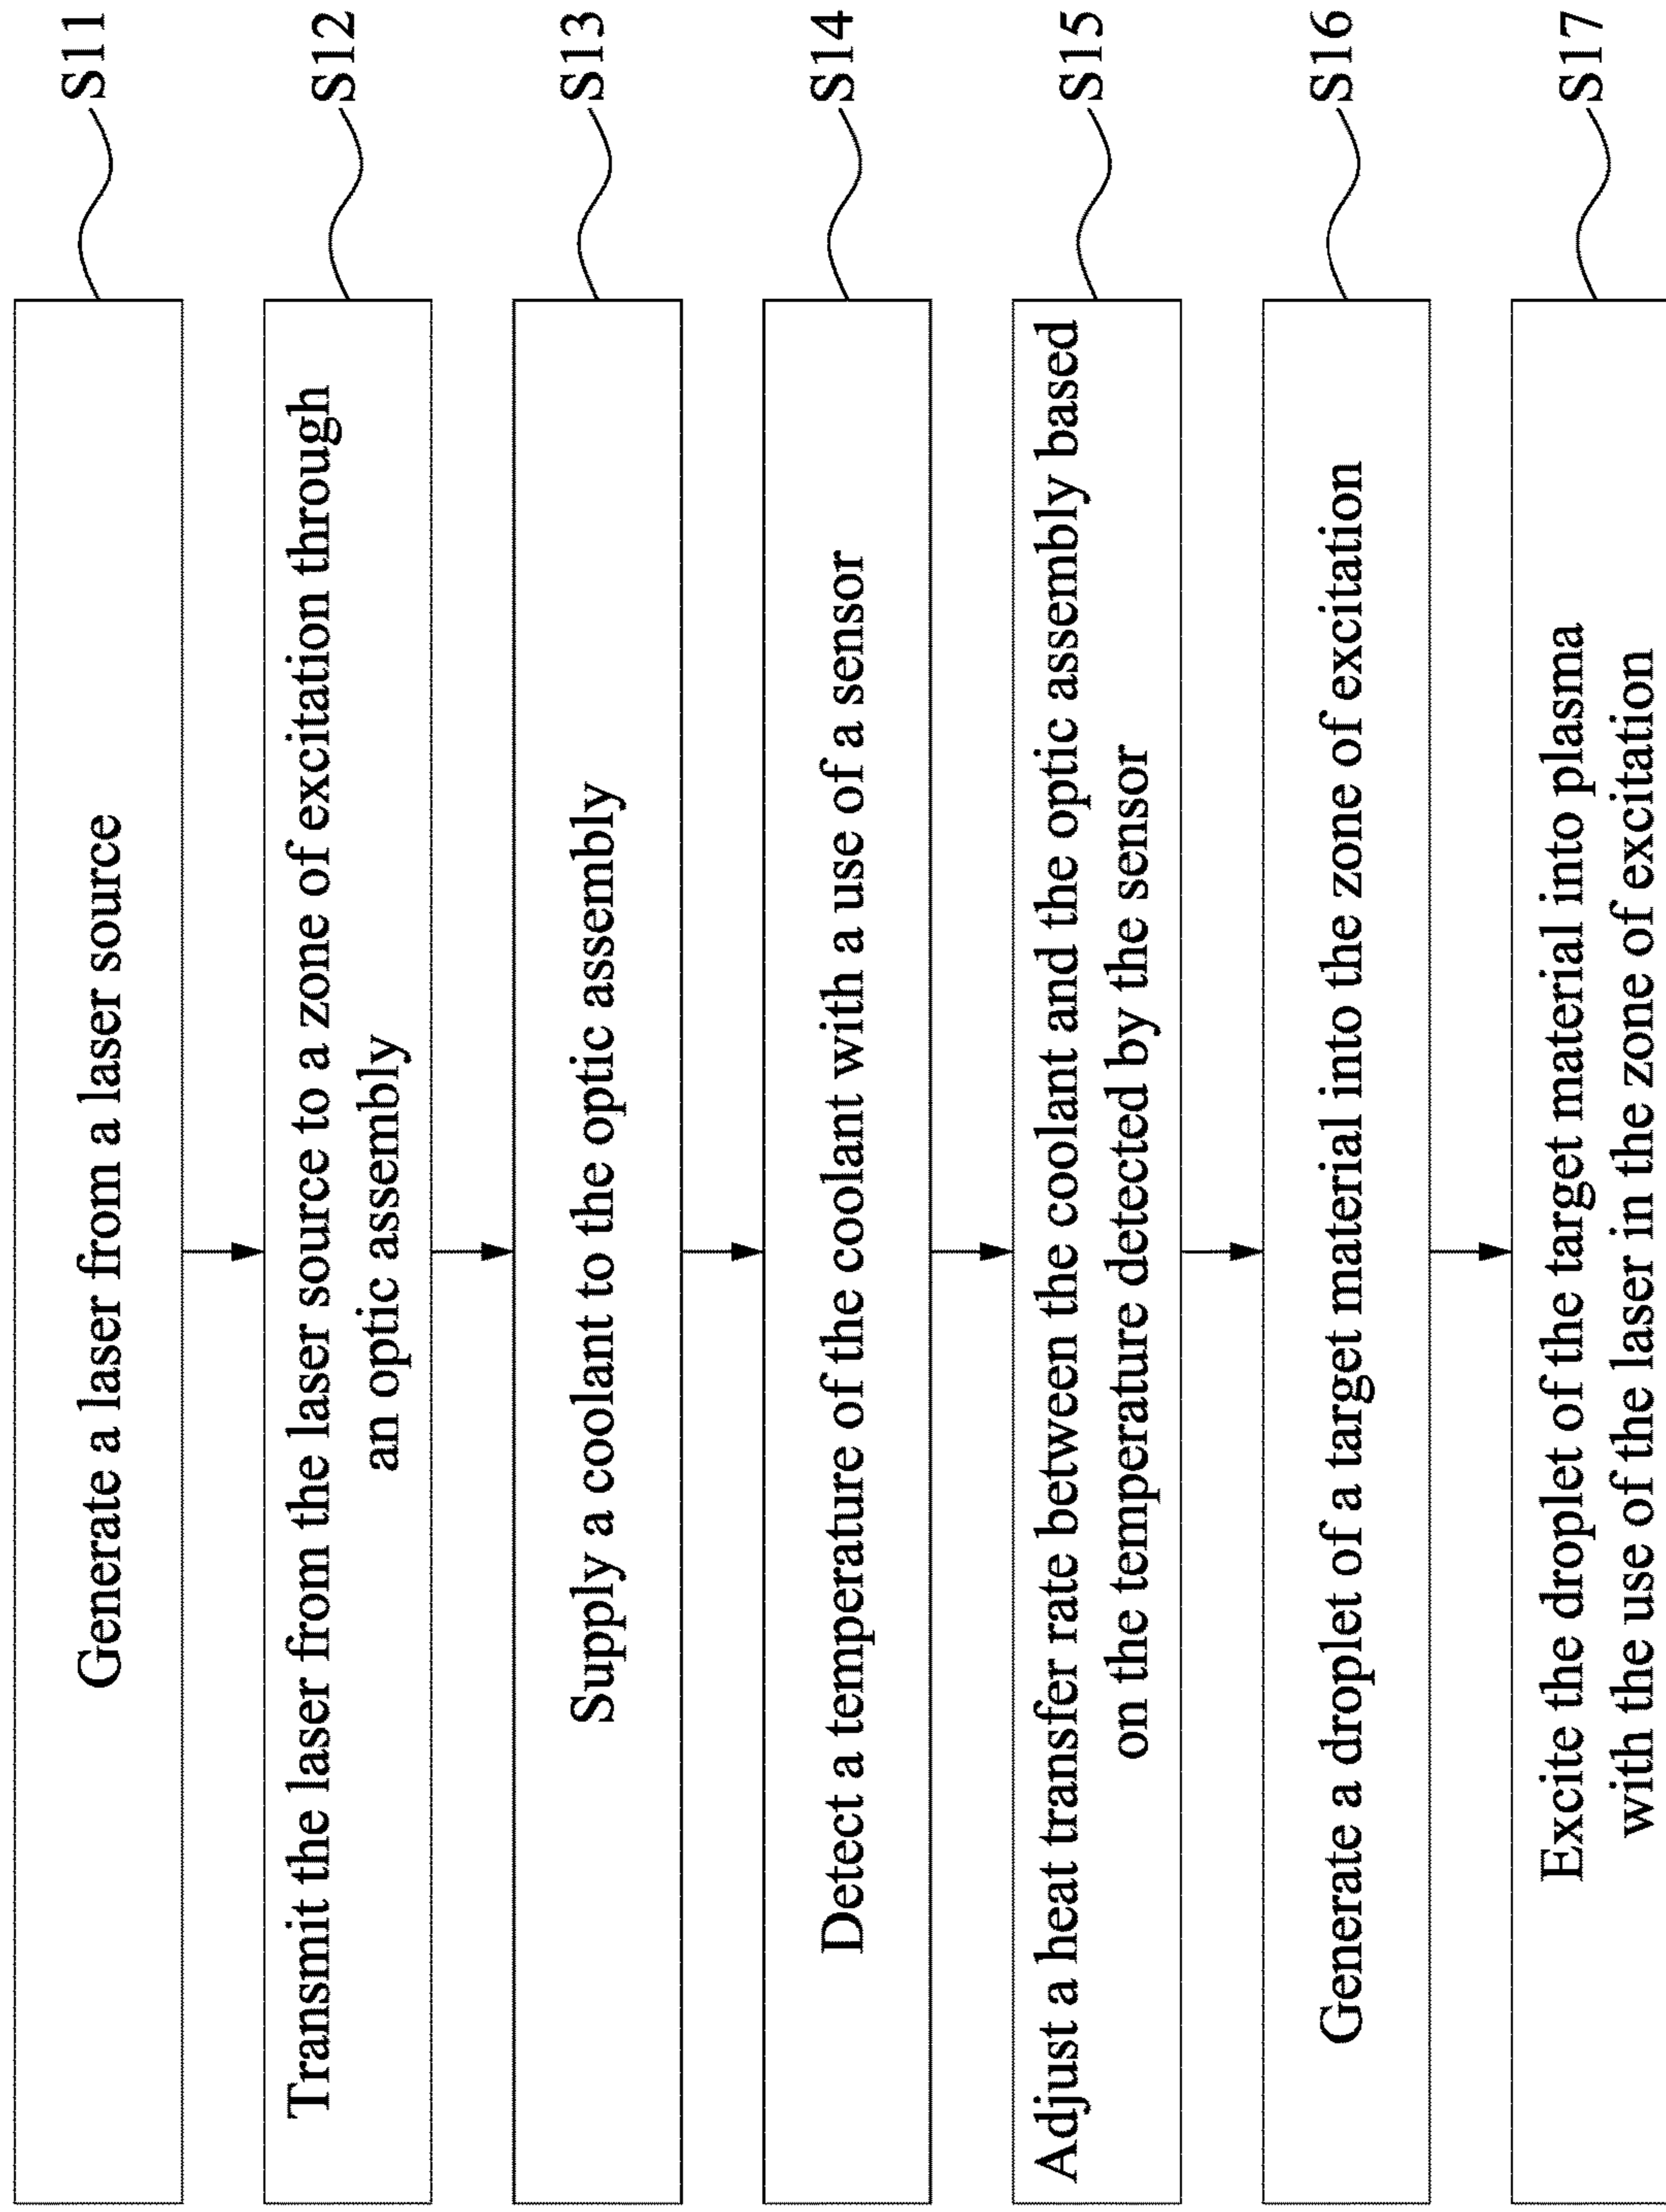 Generate a laser from a laser source
S11
Transmit the laser from the laser source to a zone of excitation through
an optic assembly
S12
Supply a coolant to the optic assembly
S13
Detect a temperature of the coolant with a use of a sensor
S14
Adjust a heat transfer rate between the coolant and the optic assembly based
on the temperature detected by the sensor
S15
Generate a droplet of a target material into the zone of excitation
S16
Excite the droplet of the target material into plasma
with the use of the laser in the zone of excitation
S17